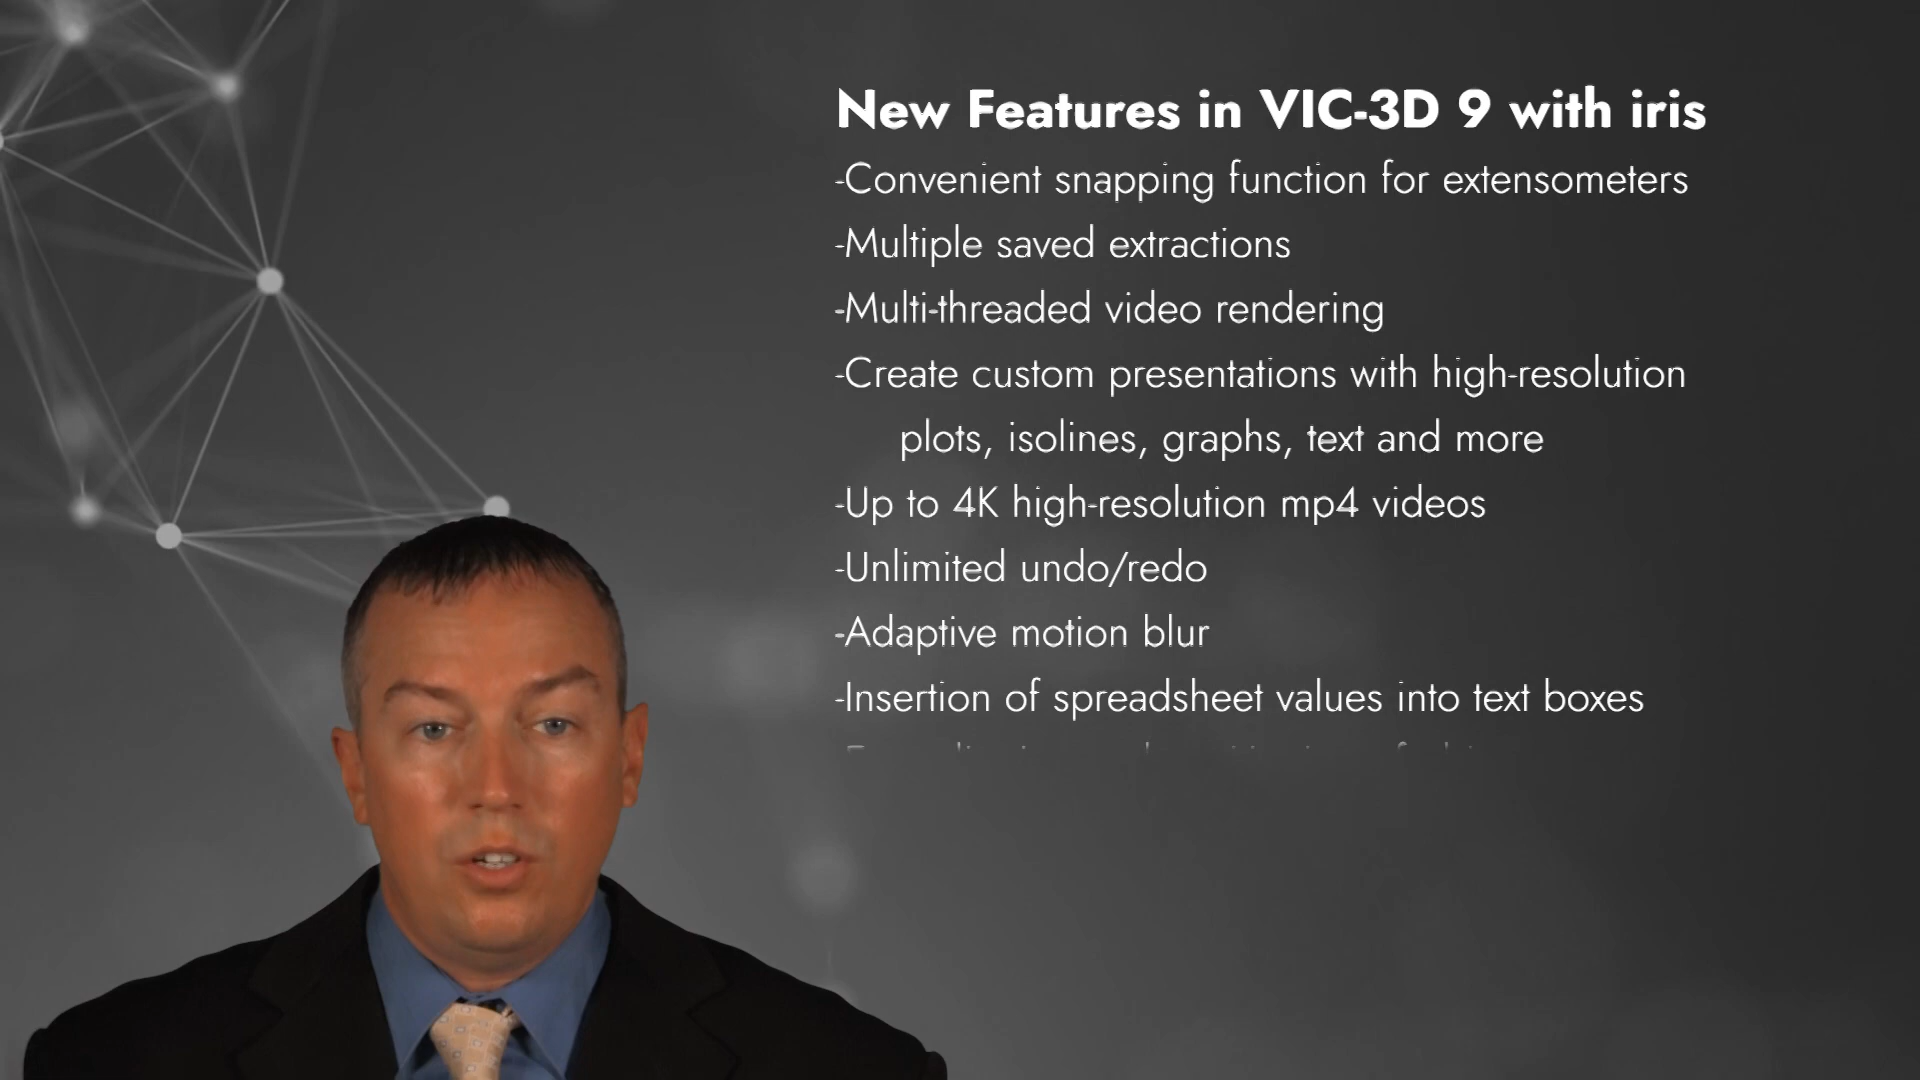 New Features in VIC-3D 9 with iris
-Convenient snapping function for extensometers
-Multiple saved extractions
-Multi-threaded video rendering
-Create custom presentations with high-resolution
plots, isolines, graphs, text and more
-Up to 4K high-resolution mp4 videos
-Unlimited undo/redo
-Adaptive motion blur
-Insertion of spreadsheet values into text boxes